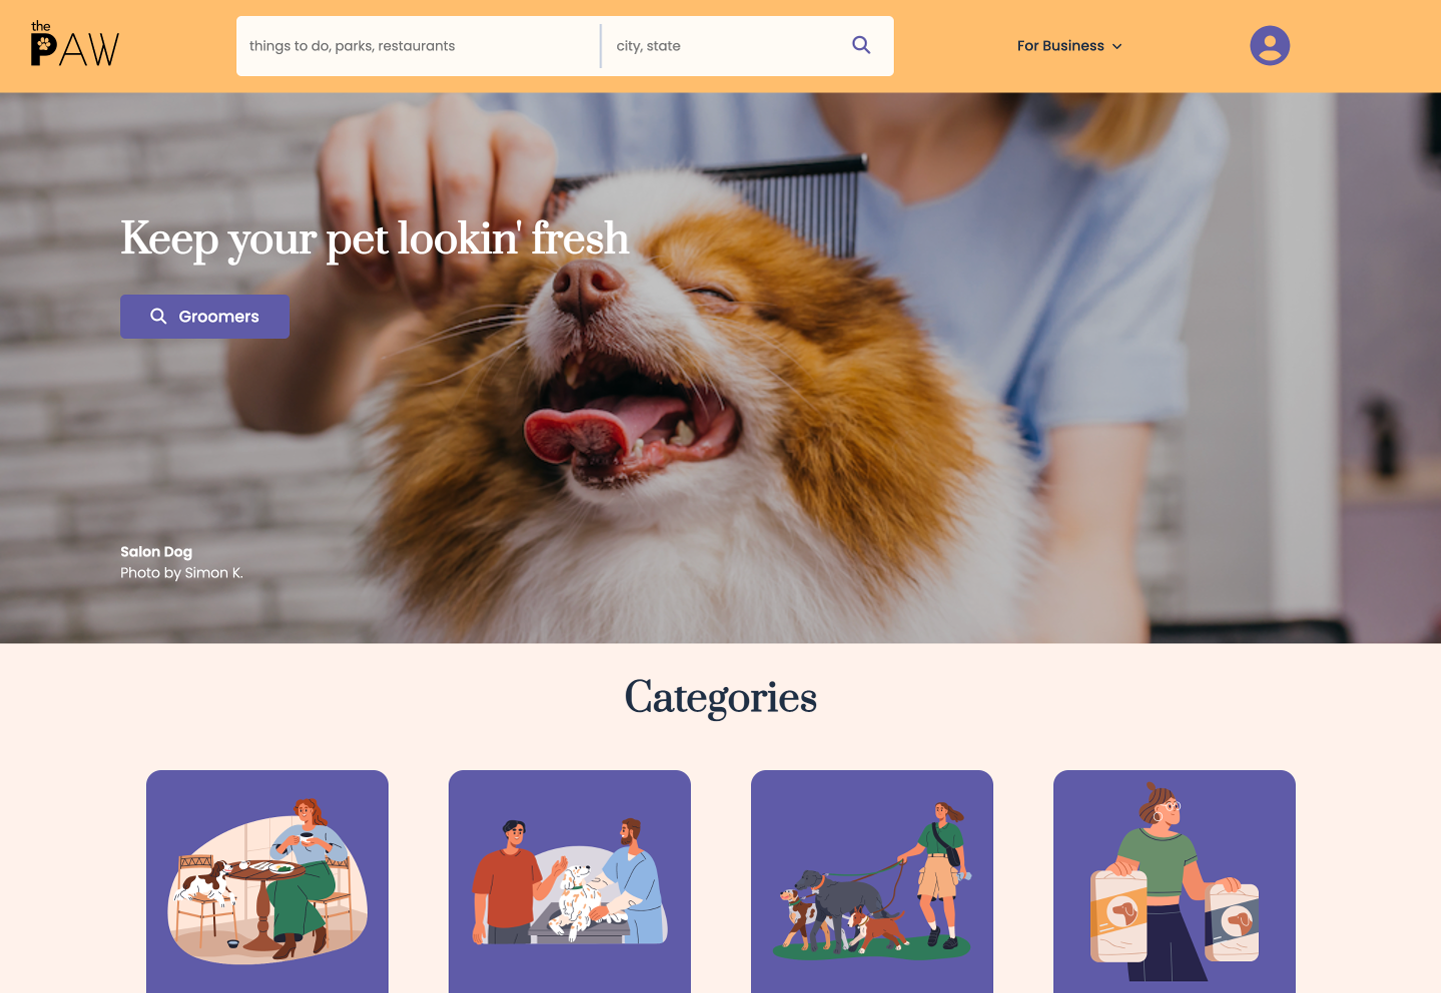 the
PAW
things to do, parks, restaurants
city, state
For Business
Keep your pet lookin' fresh
Groomers
Salon Dog
Photo by Simon K.
Categories